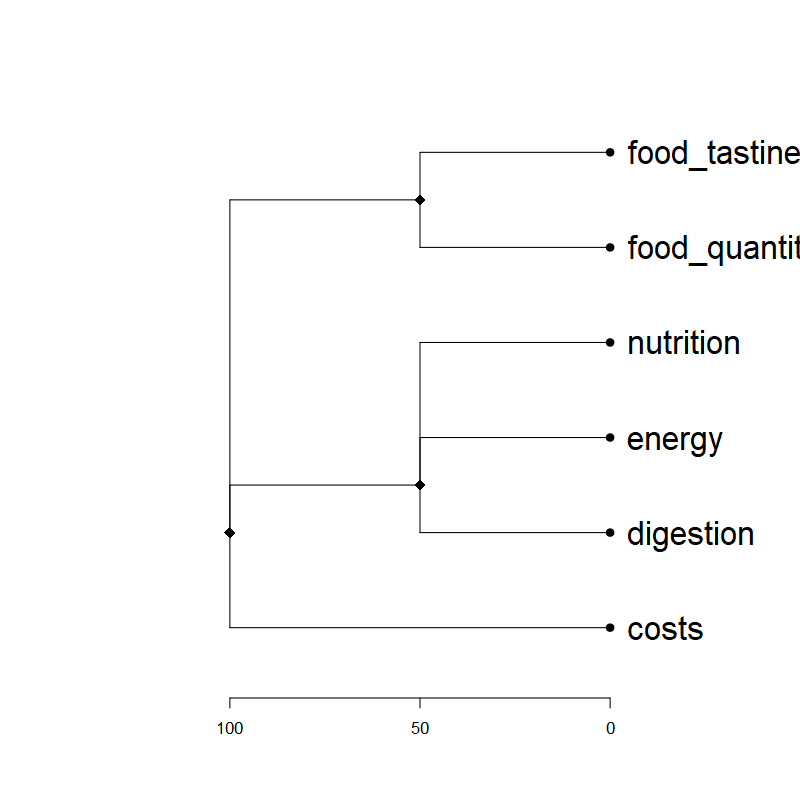 food_tastine
food_quantit
nutrition
energy
digestion
costs
100 50 0